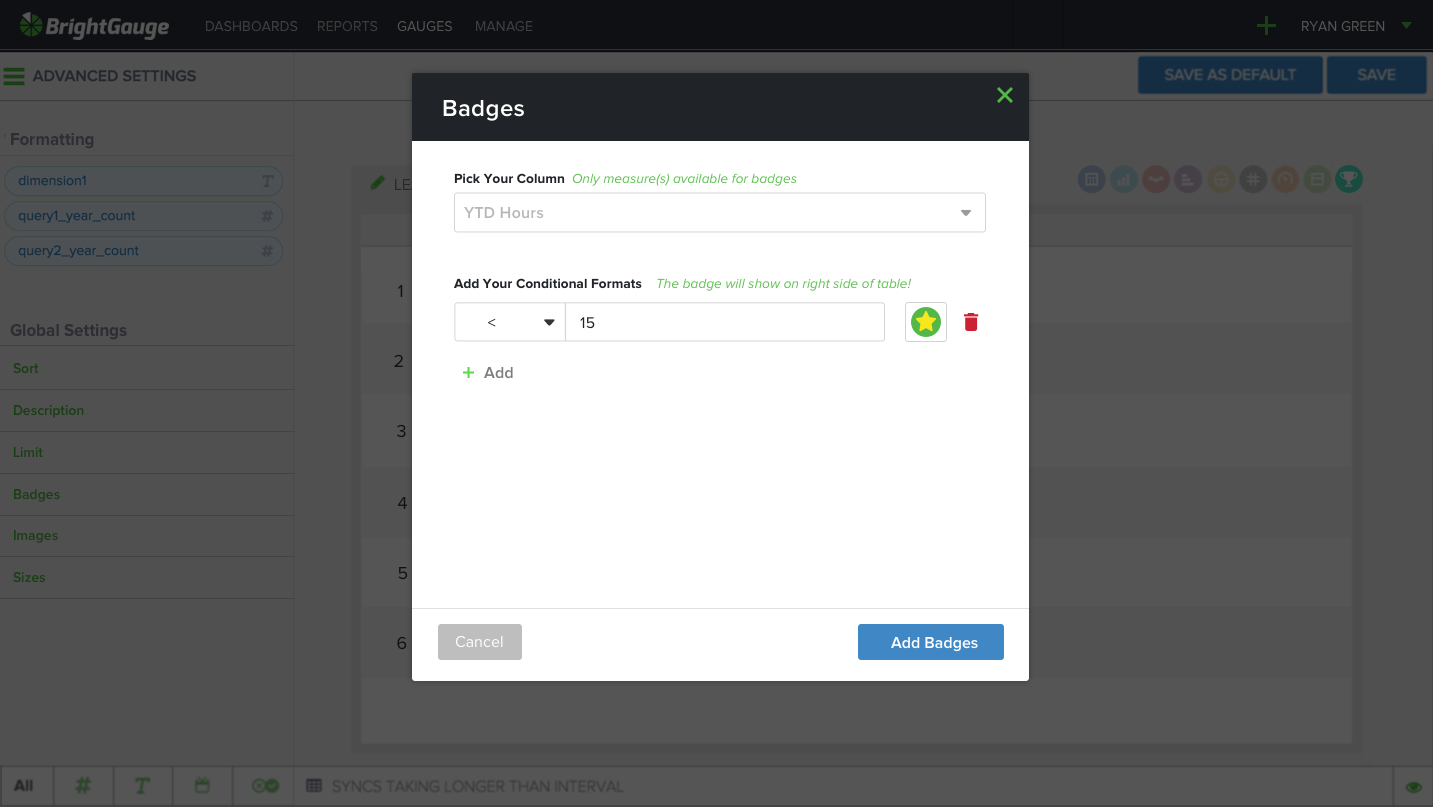 BrightGauge DASHBOARDS REPORTS GAUGES MANAGE RYAN GREEN
ADVANCED SETTINGS SAVE AS DEFAULT SAVE
Badges
Formatting
dimension1
query1_year_count
query2_year_count
Pick Your Column Only measure(s) available for badges
YTD Hours
Add Your Conditional Formats The badge will show on right side of table!
< 15
+ Add
Global Settings
Sort
Description
Limit
Badges
Images
Sizes
1
2
3
4
5
6
Cancel Add Badges
All # T SYNCS TAKING LONGER THAN INTERVAL